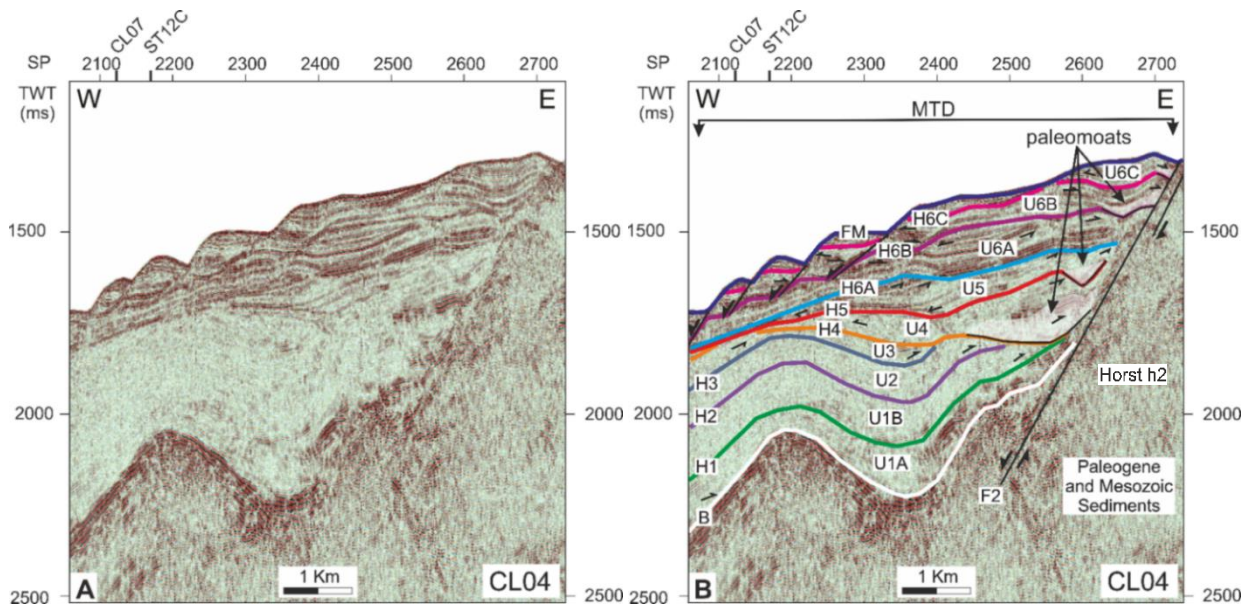 CL07
ST12C
SP 2100 2200 2300 2400 2500 2600 2700
TWT
(ms)
W E
1500
2000
2500
1 Km
A
CL04
CL07
ST12C
SP 2100 2200 2300 2400 2500 2600 2700
TWT
(ms)
W E
MTD
paleomoats
U6C
U6B
H6C
FM
H6B
U6A
1500 1500
H6A
U5
H5
U4
H4
U3
H3
U2
Horst h2
H2
2000 2000
U1B
H1
U1A
Paleogene
and Mesozoic
Sediments
F2
B
2500 2500
1 Km
B
CL04